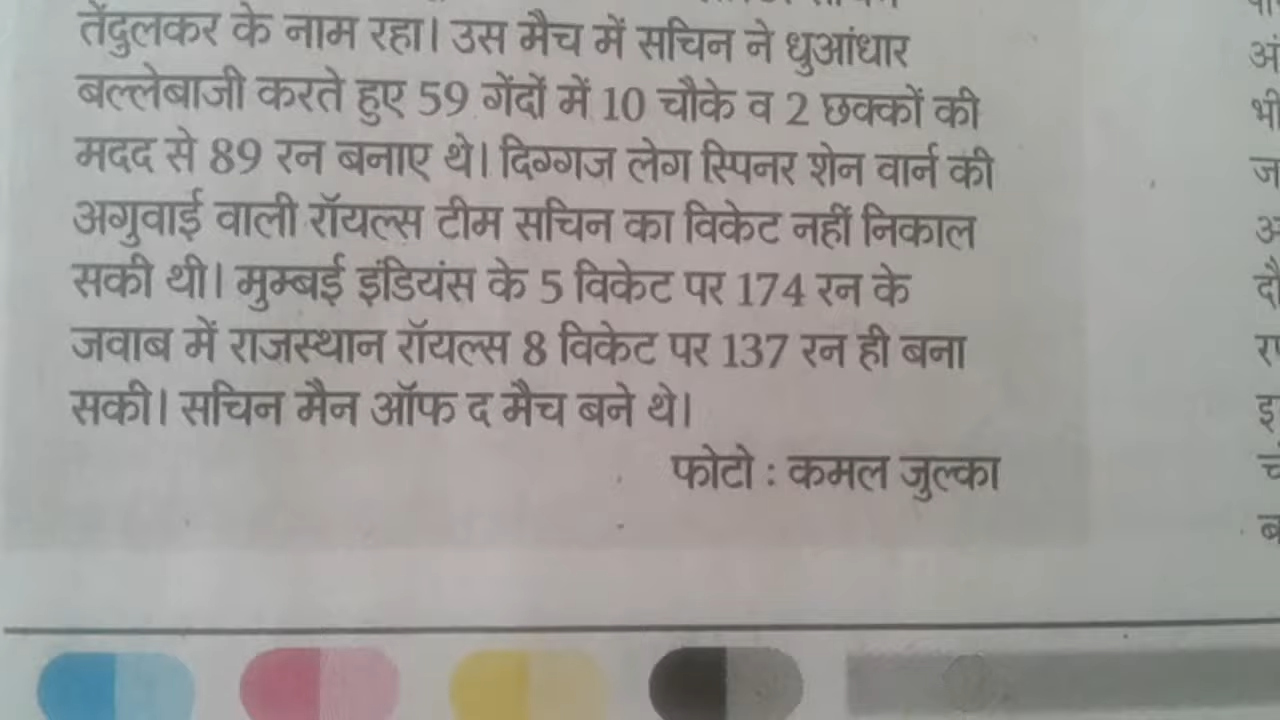 तेंदुलकर के नाम रहा। उस मैच में सचिन ने धुआंधार
बल्लेबाजी करते हुए 59 गेंदों में 10 चौके व 2 छक्कों की
मदद से 89 रन बनाए थे। दिग्गज लेग स्पिनर शेन वार्न की
अगुवाई वाली रॉयल्स टीम सचिन का विकेट नहीं निकाल
सकी थी। मुम्बई इंडियंस के 5 विकेट पर 174 रन के
जवाब में राजस्थान रॉयल्स 8 विकेट पर 137 रन ही बना
सकी। सचिन मैन ऑफ द मैच बने थे।
फोटो : कमल जुल्का